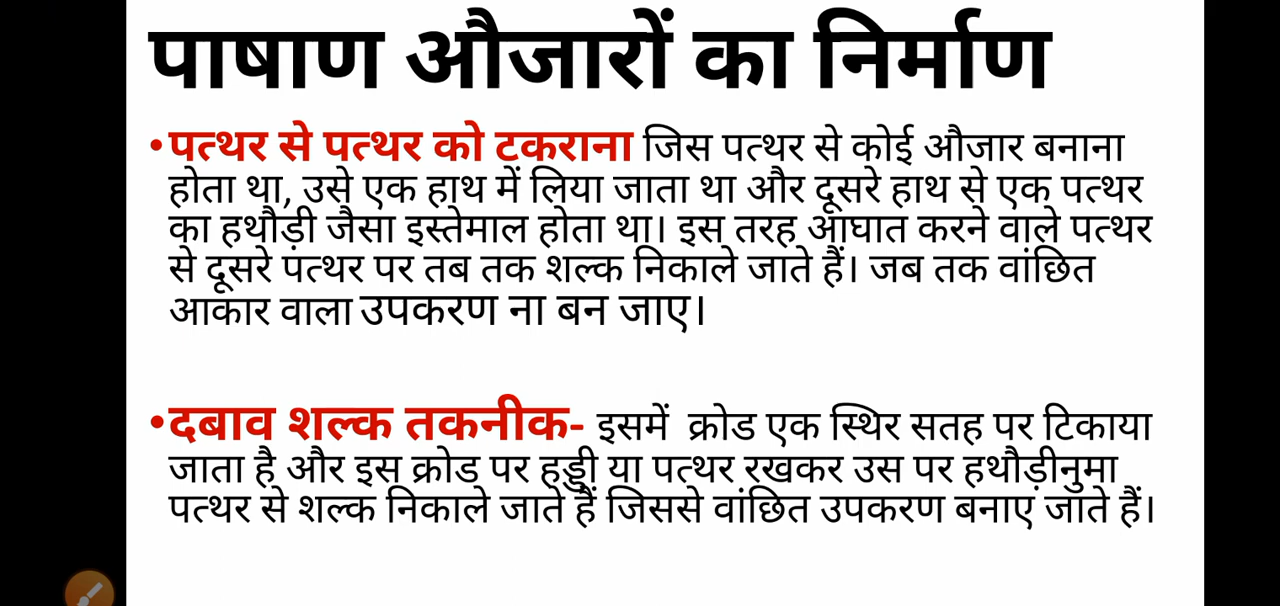 पाषाण औजारों का निर्माण
•पत्थर से पत्थर को टकराना जिस पत्थर से कोई औजार बनाना
होता था, उसे एक हाथ में लिया जाता था और दूसरे हाथ से एक पत्थर
का हथौड़ी जैसा इस्तेमाल होता था। इस तरह आघात करने वाले पत्थर
से दूसरे पत्थर पर तब तक शल्क निकाले जाते हैं। जब तक वांछित
आकार वाला उपकरण ना बन जाए।
•दबाव शल्क तकनीक- इसमें क्रोड एक स्थिर सतह पर टिकाया
जाता है और इस क्रोड पर हड्डी या पत्थर रखकर उस पर हथौड़ीनुमा
पत्थर से शल्क निकाले जाते हैं जिससे वांछित उपकरण बनाए जाते हैं।